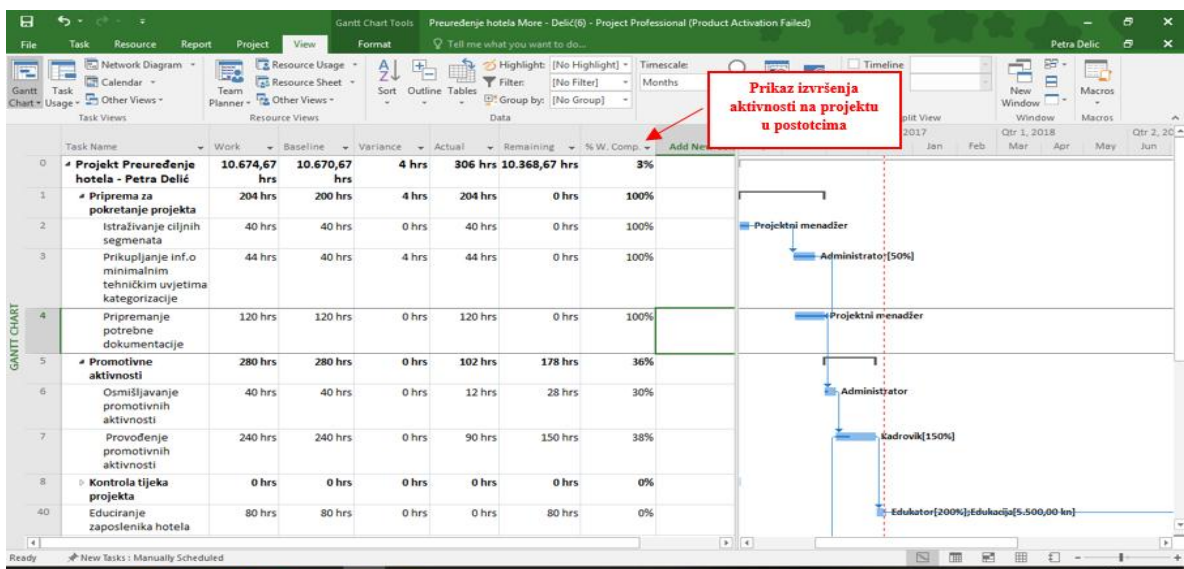 Gantt Chart Tools
Preuređenje hotela More - Delić(6) - Project Professional (Product Activation Failed)
File Task Resource Report Project View Format Tell me what you want to do... Petra Delic
Network Diagram Resource Usage Highlight: [No Highlight] Timescale: Timeline
Calendar Resource Sheet Filter: [No Filter] Months
Gantt Chart Task Usage Other Views Team Planner Other Views Sort Outline Tables Group by: [No Group] New Window Macros
Task Views Resource Views Data plit View Window Macros
Prikaz izvršenja
aktivnosti na projektu
u postotcima
2017 Qtr 1, 2018 Qtr 2, 20
Task Name Work Baseline Variance Actual Remaining % W. Comp. Add New Jan Feb Mar Apr May Jun
0 Projekt Preuređenje 10.674,67 10.670,67 4 hrs 306 hrs 10.368,67 hrs 3%
hotela - Petra Delić hrs hrs
1 Priprema za 204 hrs 200 hrs 4 hrs 204 hrs 0 hrs 100%
pokretanje projekta
2 Istraživanje ciljnih 40 hrs 40 hrs 0 hrs 40 hrs 0 hrs 100% Projektni menadžer
segmenata
3 Prikupljanje inf.o 44 hrs 40 hrs 4 hrs 44 hrs 0 hrs 100% Administrator[50%]
minimalnim
tehničkim uvjetima
kategorizacije
4 Pripremanje 120 hrs 120 hrs 0 hrs 120 hrs 0 hrs 100% Projektni menadžer
potrebne
dokumentacije
5 Promotivne 280 hrs 280 hrs 0 hrs 102 hrs 178 hrs 36%
aktivnosti
6 Osmišljavanje 40 hrs 40 hrs 0 hrs 12 hrs 28 hrs 30% Administrator
promotivnih
aktivnosti
7 Provođenje 240 hrs 240 hrs 0 hrs 90 hrs 150 hrs 38% Kadrovik[150%]
promotivnih
aktivnosti
8 Kontrola tijeka 0 hrs 0 hrs 0 hrs 0 hrs 0 hrs 0%
projekta
40 Educiranje 80 hrs 80 hrs 0 hrs 0 hrs 80 hrs 0% Edukator[200%];Edukacija[5.500,00 kn]
zaposlenika hotela
GANTT CHART
Ready New Tasks : Manually Scheduled